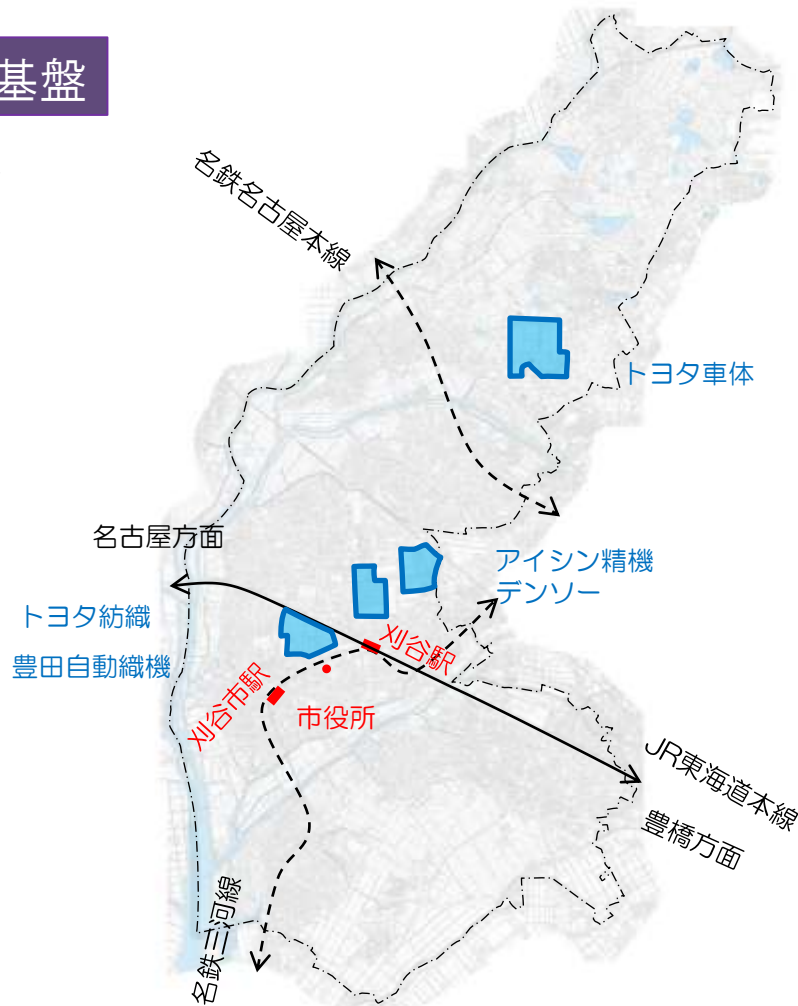 基盤
名鉄名古屋本線
トヨタ車体
名古屋方面
アイシン精機
デンソー
トヨタ紡織
豊田自動織機
刈谷駅
刈谷市駅
市役所
JR東海道本線
豊橋方面
名鉄三河線